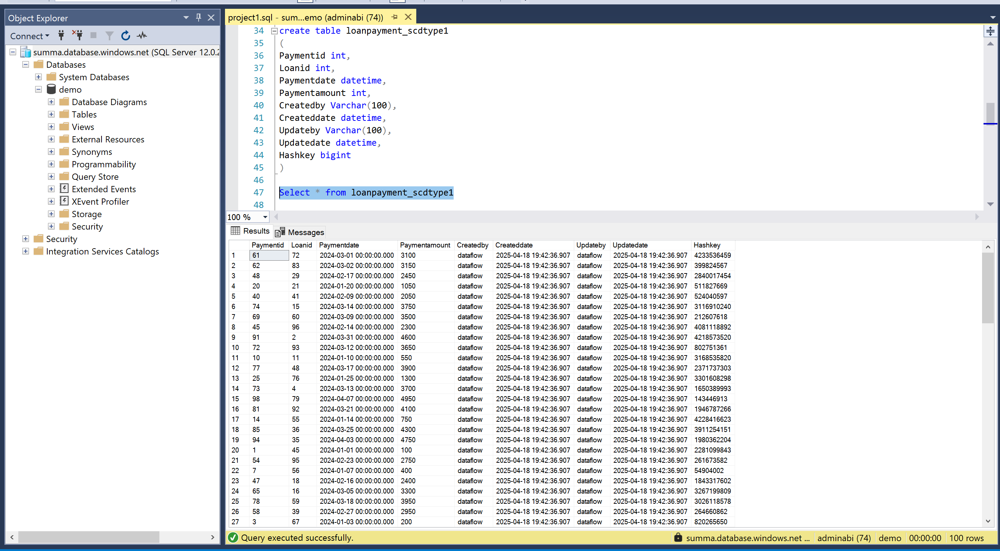 Object Explorer
Connect
summa.database.windows.net (SQL Server 12.0.2
Databases
System Databases
demo
Database Diagrams
Tables
Views
External Resources
Synonyms
Programmability
Query Store
Extended Events
XEvent Profiler
Storage
Security
Security
Integration Services Catalogs
project1.sql - sum...emo (adminabi (74))
34 create table loanpayment_scdtype1
35 (
36 Paymentid int,
37 Loanid int,
38 Paymentdate datetime,
39 Paymentamount int,
40 Createdby Varchar(100),
41 Createddate datetime,
42 Updateby Varchar(100),
43 Updatedate datetime,
44 Hashkey bigint
45 )
46
47 Select * from loanpayment_scdtype1
48
100 %
Results Messages
Paymentid Loanid Paymentdate Paymentamount Createdby Createddate Updateby Updatedate Hashkey
1 61 72 2024-03-01 00:00:00.000 3100 dataflow 2025-04-18 19:42:36.907 dataflow 2025-04-18 19:42:36.907 4233536459
2 62 83 2024-03-02 00:00:00.000 3150 dataflow 2025-04-18 19:42:36.907 dataflow 2025-04-18 19:42:36.907 399824567
3 48 29 2024-02-17 00:00:00.000 2450 dataflow 2025-04-18 19:42:36.907 dataflow 2025-04-18 19:42:36.907 2840017454
4 20 21 2024-01-20 00:00:00.000 1050 dataflow 2025-04-18 19:42:36.907 dataflow 2025-04-18 19:42:36.907 511827669
5 40 41 2024-02-09 00:00:00.000 2050 dataflow 2025-04-18 19:42:36.907 dataflow 2025-04-18 19:42:36.907 524040597
6 74 15 2024-03-14 00:00:00.000 3750 dataflow 2025-04-18 19:42:36.907 dataflow 2025-04-18 19:42:36.907 3116910240
7 69 60 2024-03-09 00:00:00.000 3500 dataflow 2025-04-18 19:42:36.907 dataflow 2025-04-18 19:42:36.907 212607618
8 45 96 2024-02-14 00:00:00.000 2300 dataflow 2025-04-18 19:42:36.907 dataflow 2025-04-18 19:42:36.907 4081118892
9 91 2 2024-03-31 00:00:00.000 4600 dataflow 2025-04-18 19:42:36.907 dataflow 2025-04-18 19:42:36.907 4218573520
10 72 93 2024-03-12 00:00:00.000 3650 dataflow 2025-04-18 19:42:36.907 dataflow 2025-04-18 19:42:36.907 802751361
11 10 11 2024-01-10 00:00:00.000 550 dataflow 2025-04-18 19:42:36.907 dataflow 2025-04-18 19:42:36.907 3168535820
12 77 48 2024-03-17 00:00:00.000 3900 dataflow 2025-04-18 19:42:36.907 dataflow 2025-04-18 19:42:36.907 2371737303
13 25 76 2024-01-25 00:00:00.000 1300 dataflow 2025-04-18 19:42:36.907 dataflow 2025-04-18 19:42:36.907 3301608298
14 73 4 2024-03-13 00:00:00.000 3700 dataflow 2025-04-18 19:42:36.907 dataflow 2025-04-18 19:42:36.907 1650389993
15 98 79 2024-04-07 00:00:00.000 4950 dataflow 2025-04-18 19:42:36.907 dataflow 2025-04-18 19:42:36.907 143446913
16 81 92 2024-03-21 00:00:00.000 4100 dataflow 2025-04-18 19:42:36.907 dataflow 2025-04-18 19:42:36.907 1946787266
17 14 55 2024-01-14 00:00:00.000 750 dataflow 2025-04-18 19:42:36.907 dataflow 2025-04-18 19:42:36.907 4228416623
18 85 36 2024-03-25 00:00:00.000 4300 dataflow 2025-04-18 19:42:36.907 dataflow 2025-04-18 19:42:36.907 3911254151
19 94 35 2024-04-03 00:00:00.000 4750 dataflow 2025-04-18 19:42:36.907 dataflow 2025-04-18 19:42:36.907 1980362204
20 1 45 2024-01-01 00:00:00.000 100 dataflow 2025-04-18 19:42:36.907 dataflow 2025-04-18 19:42:36.907 2281099843
21 54 95 2024-02-23 00:00:00.000 2750 dataflow 2025-04-18 19:42:36.907 dataflow 2025-04-18 19:42:36.907 261673582
22 7 56 2024-01-07 00:00:00.000 400 dataflow 2025-04-18 19:42:36.907 dataflow 2025-04-18 19:42:36.907 54904002
23 47 18 2024-02-16 00:00:00.000 2400 dataflow 2025-04-18 19:42:36.907 dataflow 2025-04-18 19:42:36.907 1843317602
24 65 16 2024-03-05 00:00:00.000 3300 dataflow 2025-04-18 19:42:36.907 dataflow 2025-04-18 19:42:36.907 3267199809
25 78 59 2024-03-18 00:00:00.000 3950 dataflow 2025-04-18 19:42:36.907 dataflow 2025-04-18 19:42:36.907 3026118578
26 58 39 2024-02-27 00:00:00.000 2950 dataflow 2025-04-18 19:42:36.907 dataflow 2025-04-18 19:42:36.907 264660862
27 3 67 2024-01-03 00:00:00.000 200 dataflow 2025-04-18 19:42:36.907 dataflow 2025-04-18 19:42:36.907 820265650
Query executed successfully. summa.database.windows.net ... adminabi (74) demo 00:00:00 100 rows